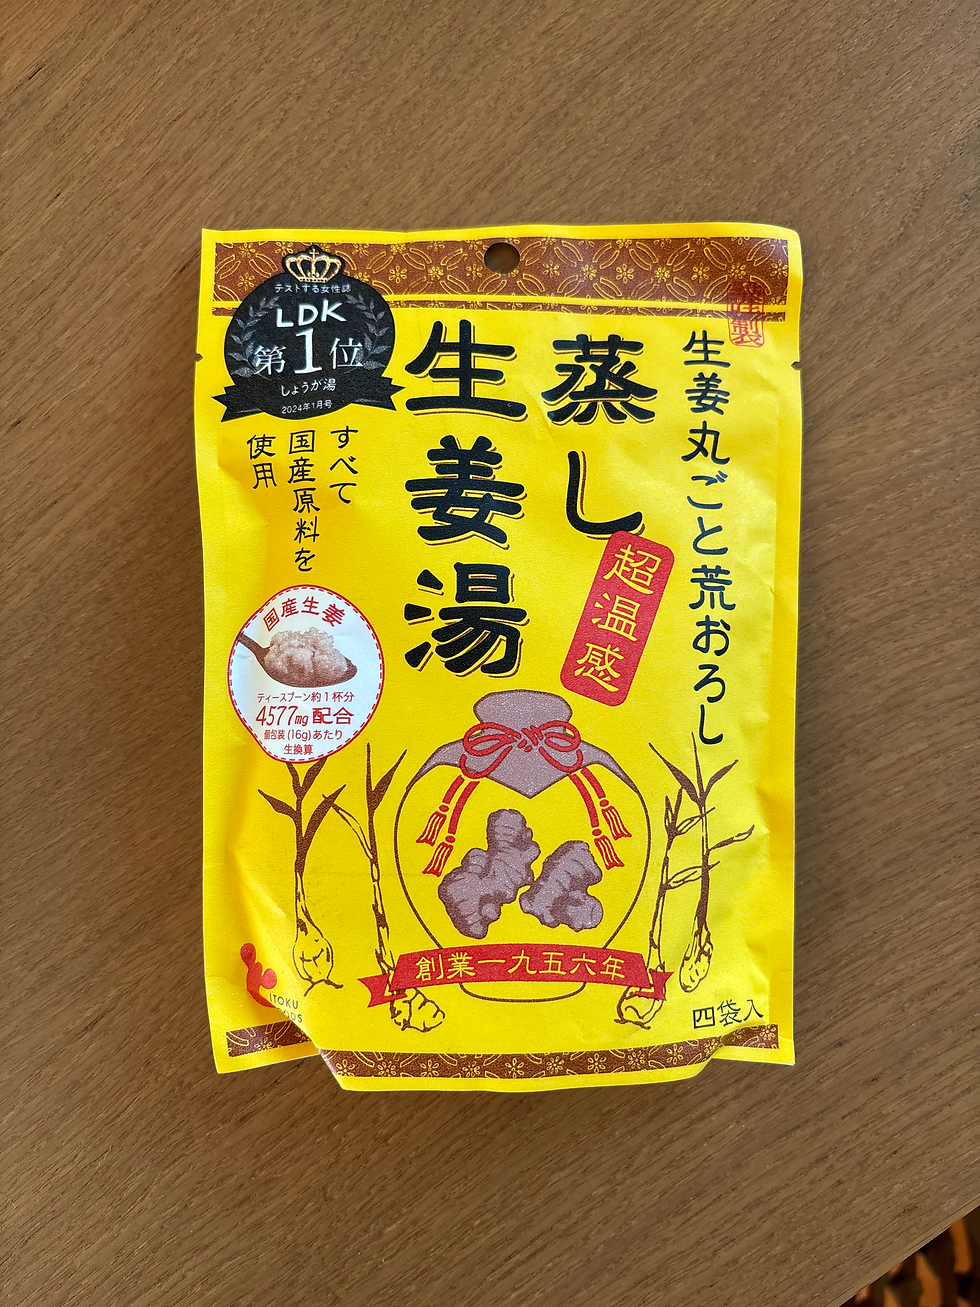 テストする女性誌
LDK
第1位
しょうが湯
2024年1月号
謹製
生姜丸ごと荒おろし
蒸し
生姜湯
超温感
すべて
国産原料を
使用
国産生姜
ティースプーン約1杯分
4577mg配合
個包装(16g)あたり
生換算
創業一九五六年
ITOKU
四袋入